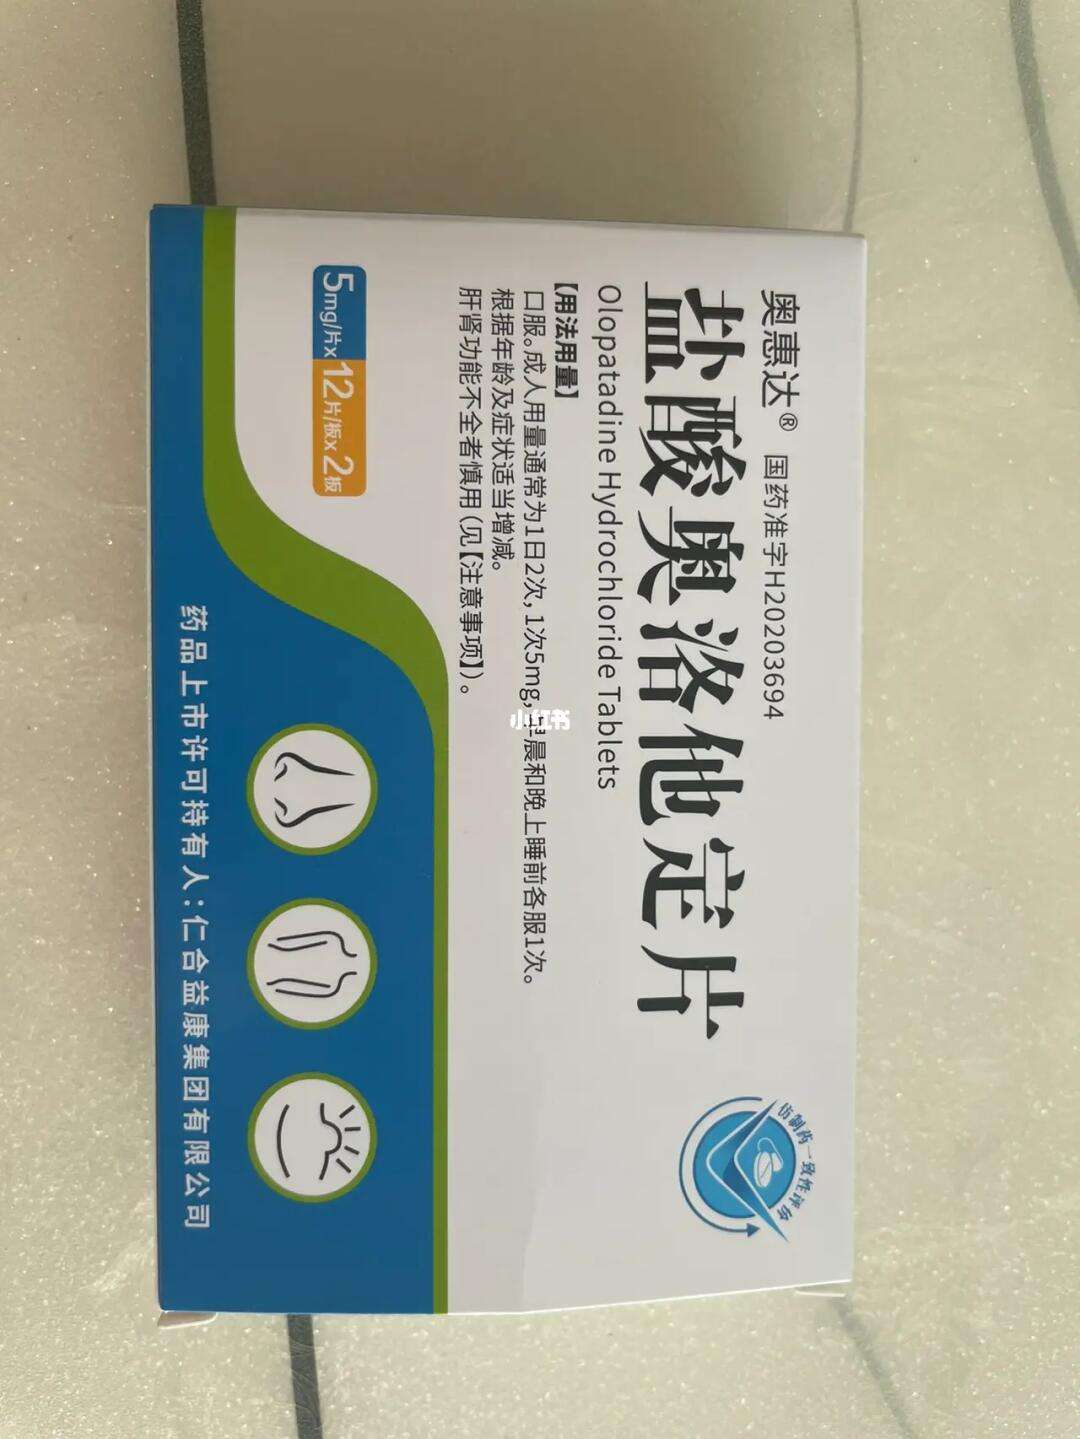 奥惠达® 国药准字H20203694
盐酸奥洛他定片
Olopatadine Hydrochloride Tablets
【用法用量】
口服。成人用量通常为1日2次，1次5mg，早晨和晚上睡前各服1次。
根据年龄及症状适当增减。
肝肾功能不全者慎用（见【注意事项】）。
5mg/片x12片/板x2板
仿制药一致性评价
药品上市许可持有人：仁合益康集团有限公司
小红书